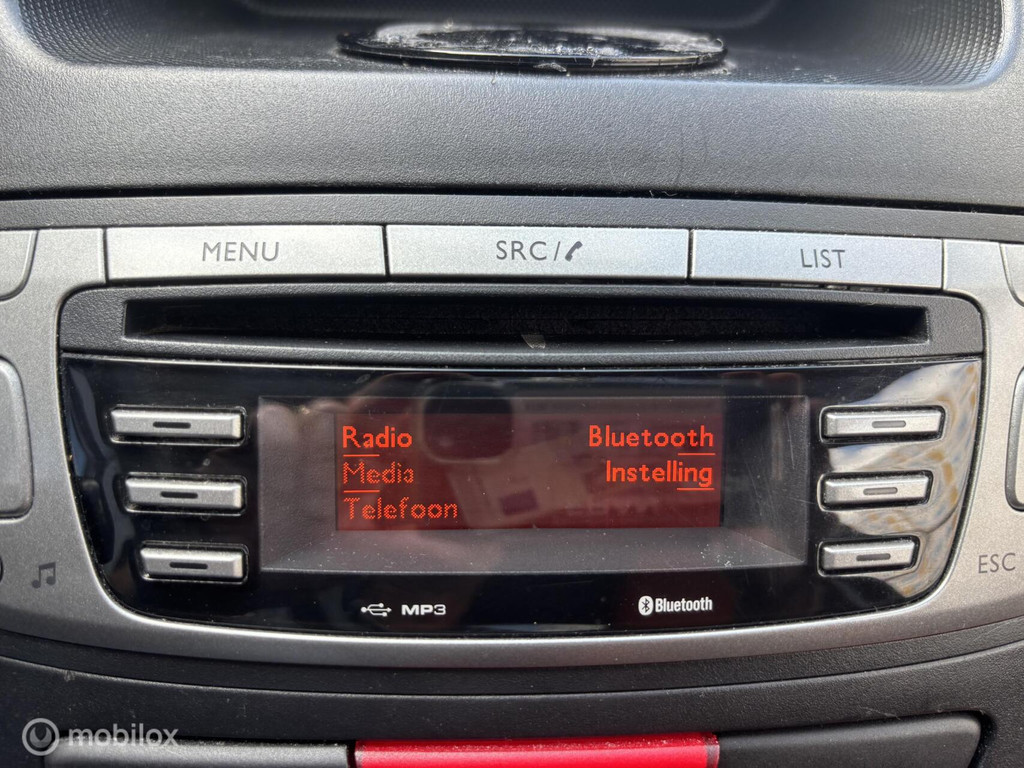 MENU SRC/ LIST
Radio Bluetooth
Media Instelling
Telefoon
ESC
MP3 Bluetooth
mobilox